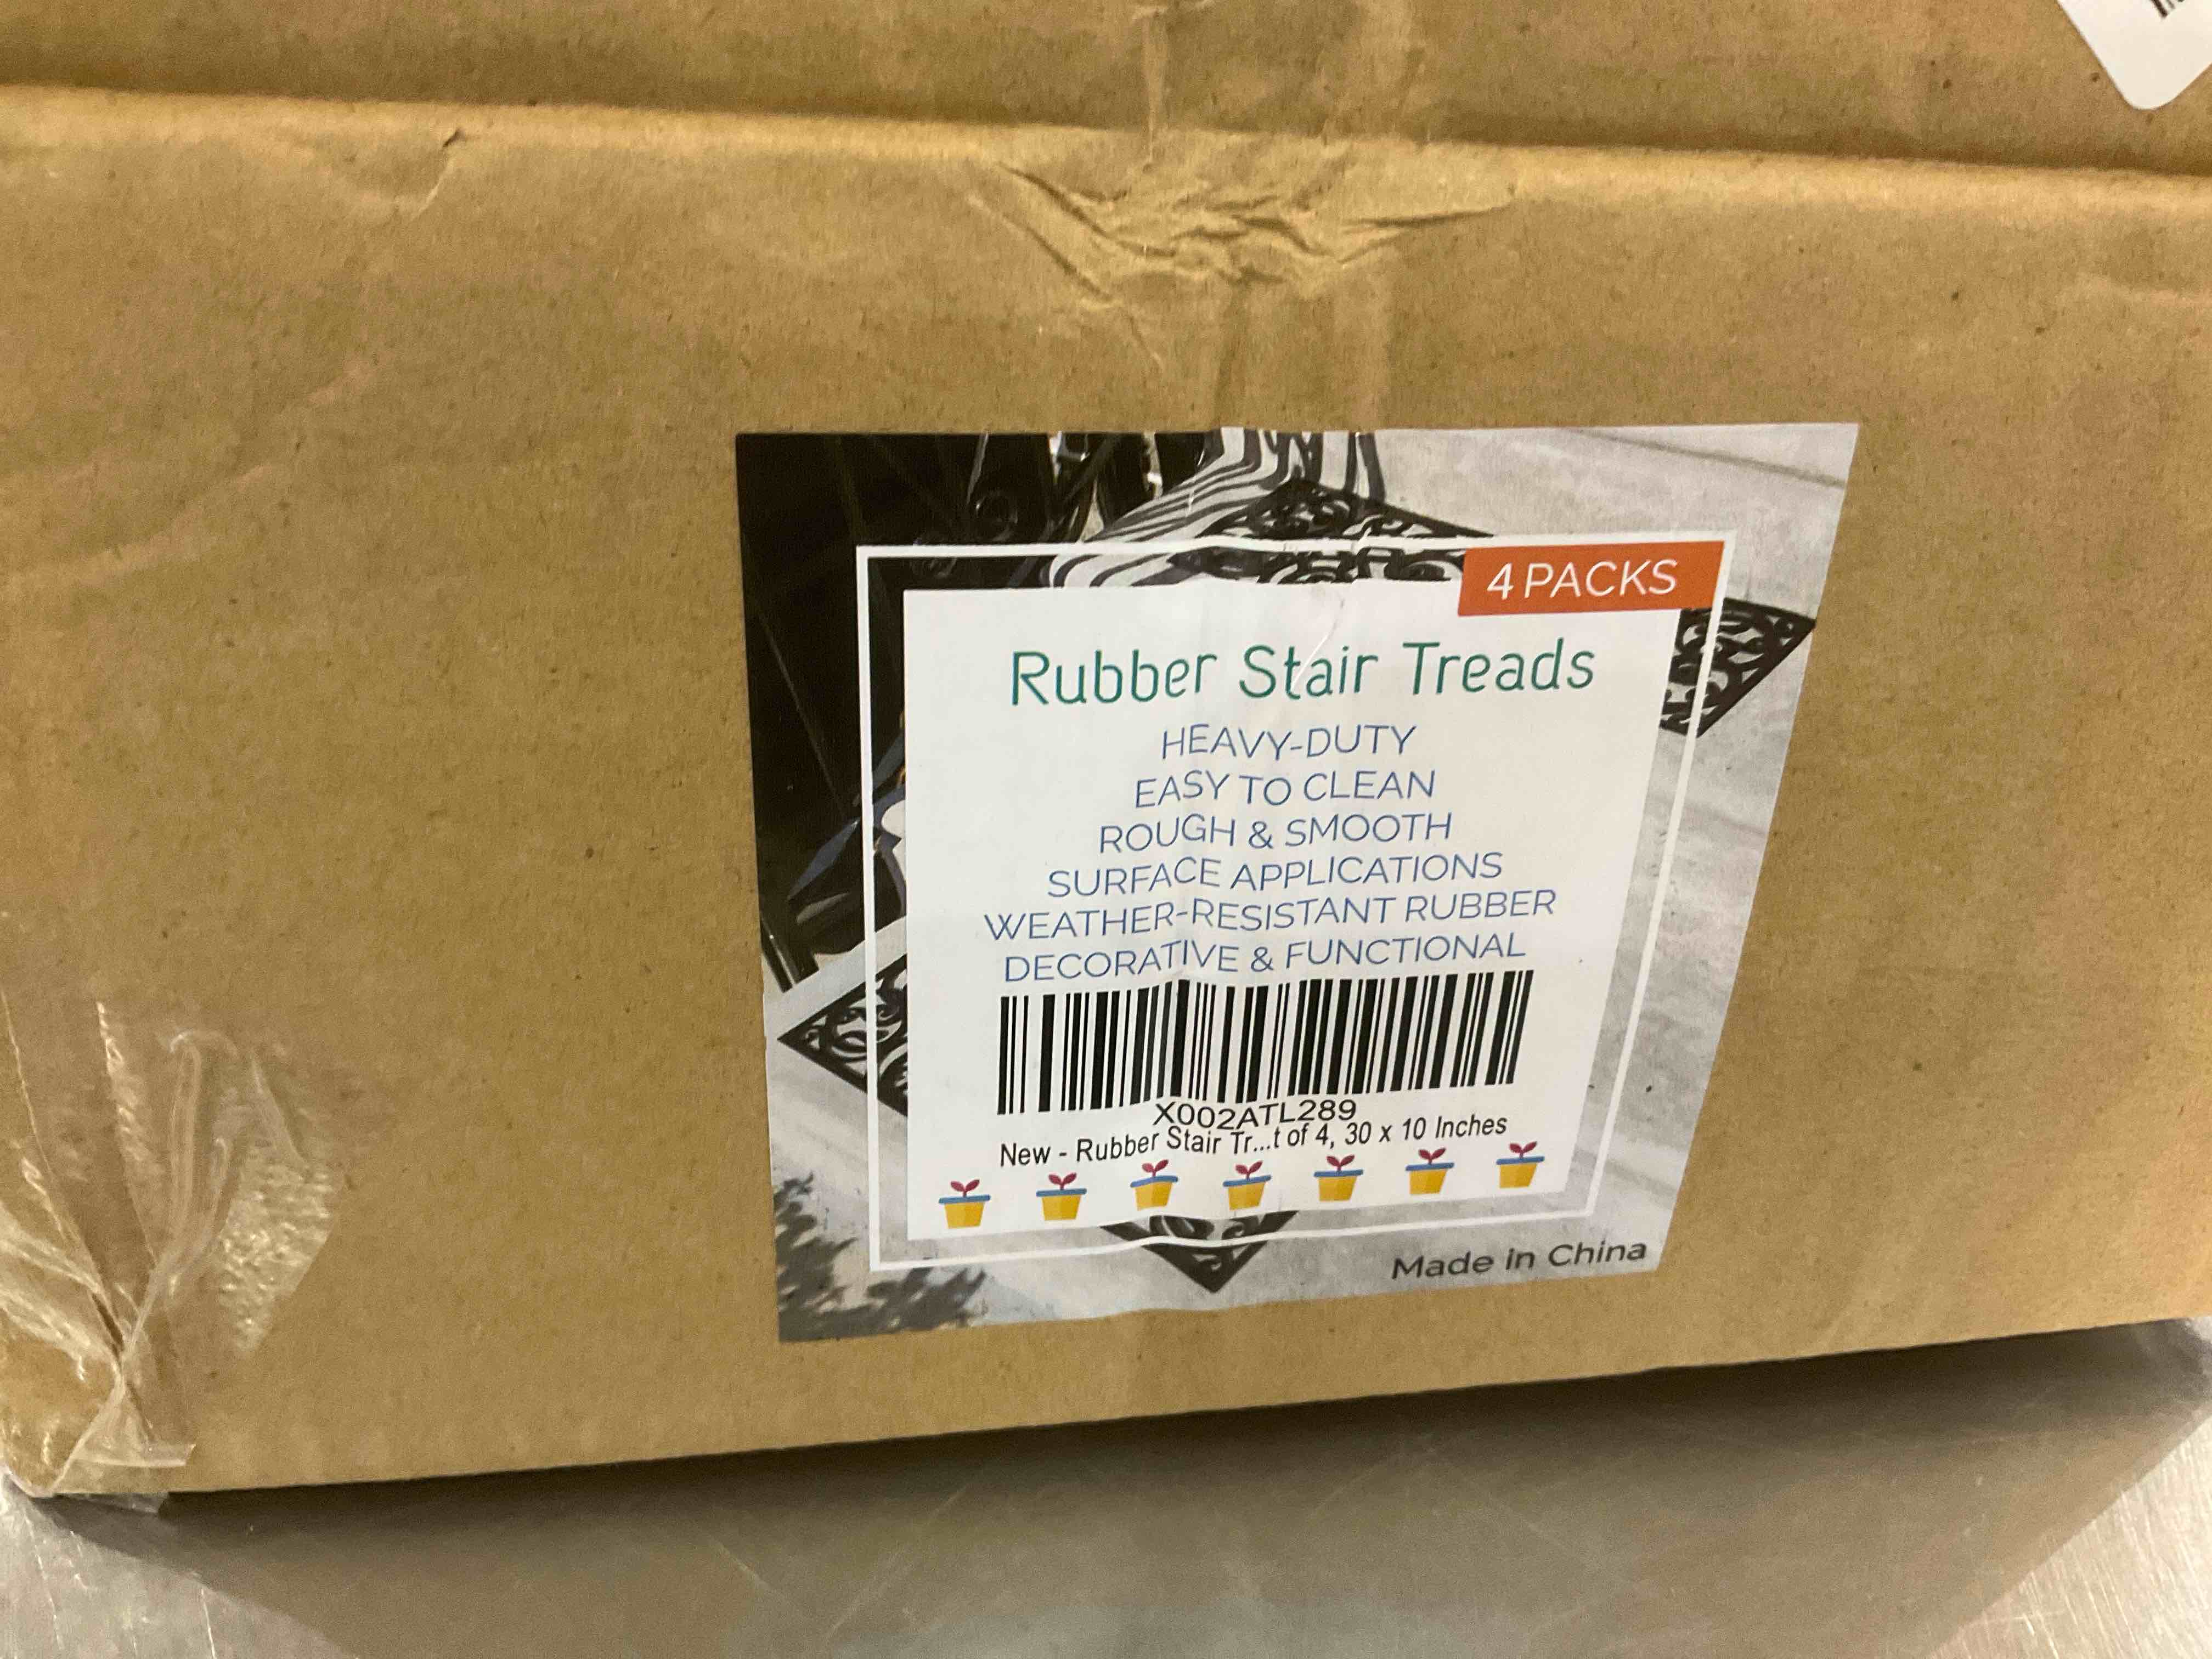 4 PACKS
Rubber Stair Treads
HEAVY-DUTY
EASY TO CLEAN
ROUGH & SMOOTH
SURFACE APPLICATIONS
WEATHER-RESISTANT RUBBER
DECORATIVE & FUNCTIONAL
X002ATL289
New - Rubber Stair Tr...t of 4, 30 x 10 Inches
Made in China